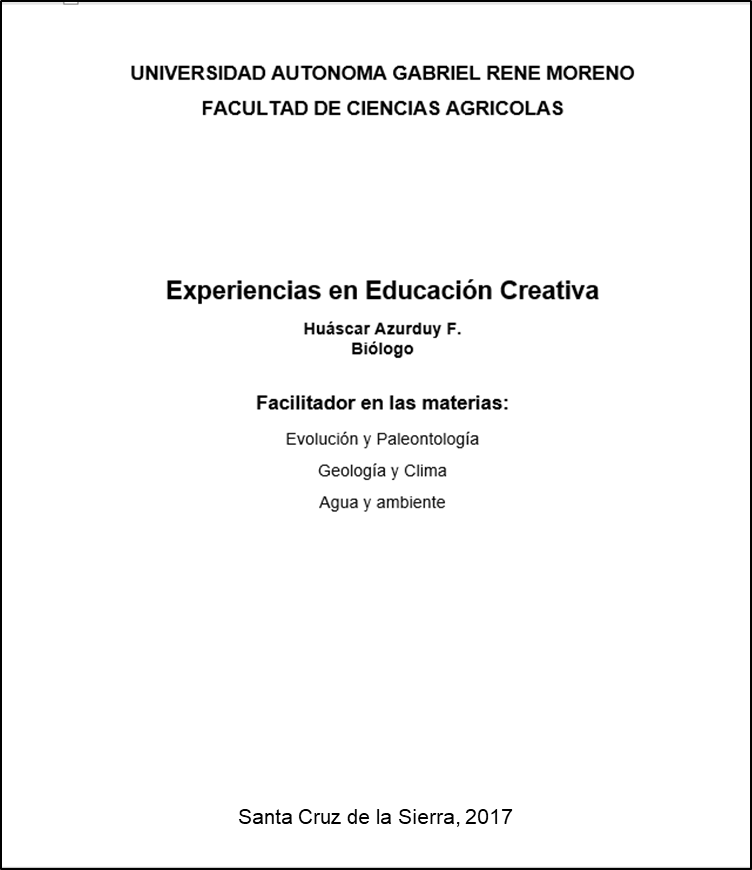 UNIVERSIDAD AUTONOMA GABRIEL RENE MORENO
FACULTAD DE CIENCIAS AGRICOLAS
Experiencias en Educación Creativa
Huáscar Azurduy F.
Biólogo
Facilitador en las materias:
Evolución y Paleontología
Geología y Clima
Agua y ambiente
Santa Cruz de la Sierra, 2017